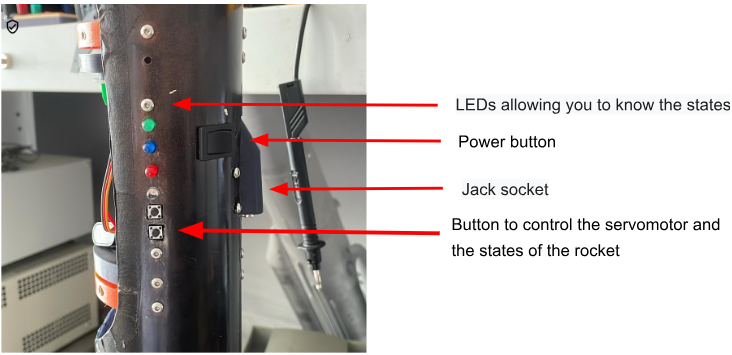 LEDs allowing you to know the states
Power button
Jack socket
Button to control the servomotor and
the states of the rocket